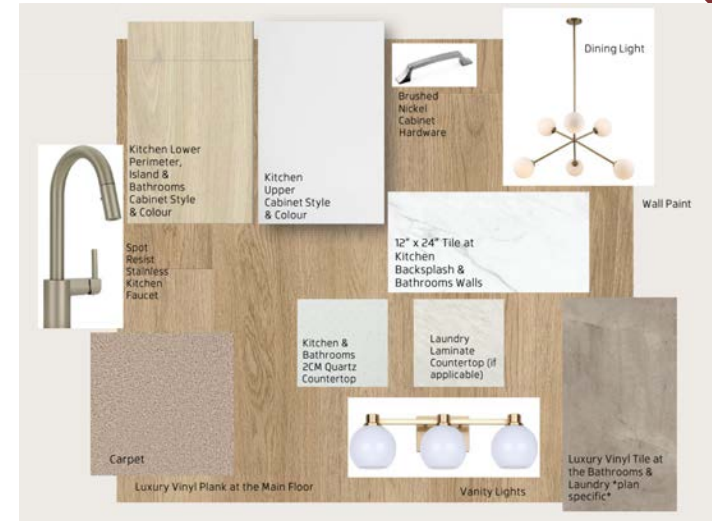 Dining Light
Brushed
Nickel
Cabinet
Hardware
Kitchen Lower
Perimeter,
Island &
Bathrooms
Cabinet Style
& Colour
Kitchen
Upper
Cabinet Style
& Colour
Wall Paint
12" x 24" Tile at
Kitchen
Backsplash &
Bathrooms Walls
Spot
Resist
Stainless
Kitchen
Faucet
Kitchen &
Bathrooms
2CM Quartz
Countertop
Laundry
Laminate
Countertop (if
applicable)
Carpet
Luxury Vinyl Tile at
the Bathrooms &
Laundry *plan
specific*
Luxury Vinyl Plank at the Main Floor
Vanity Lights